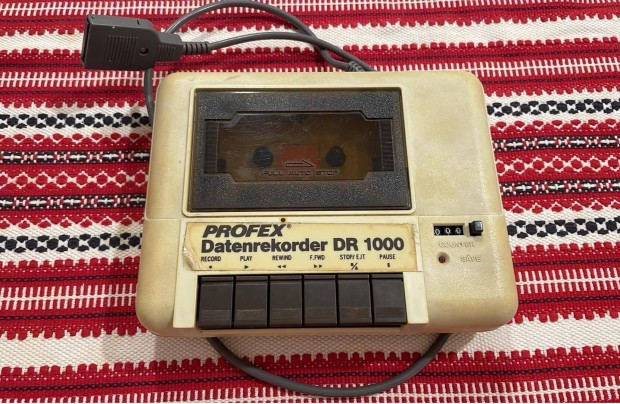 FULL AUTO STOP
PROFEX®
Datenrekorder DR 1000
RECORD PLAY REWIND F.FWD STOP/EJT PAUSE
000
COUNTER
SAVE